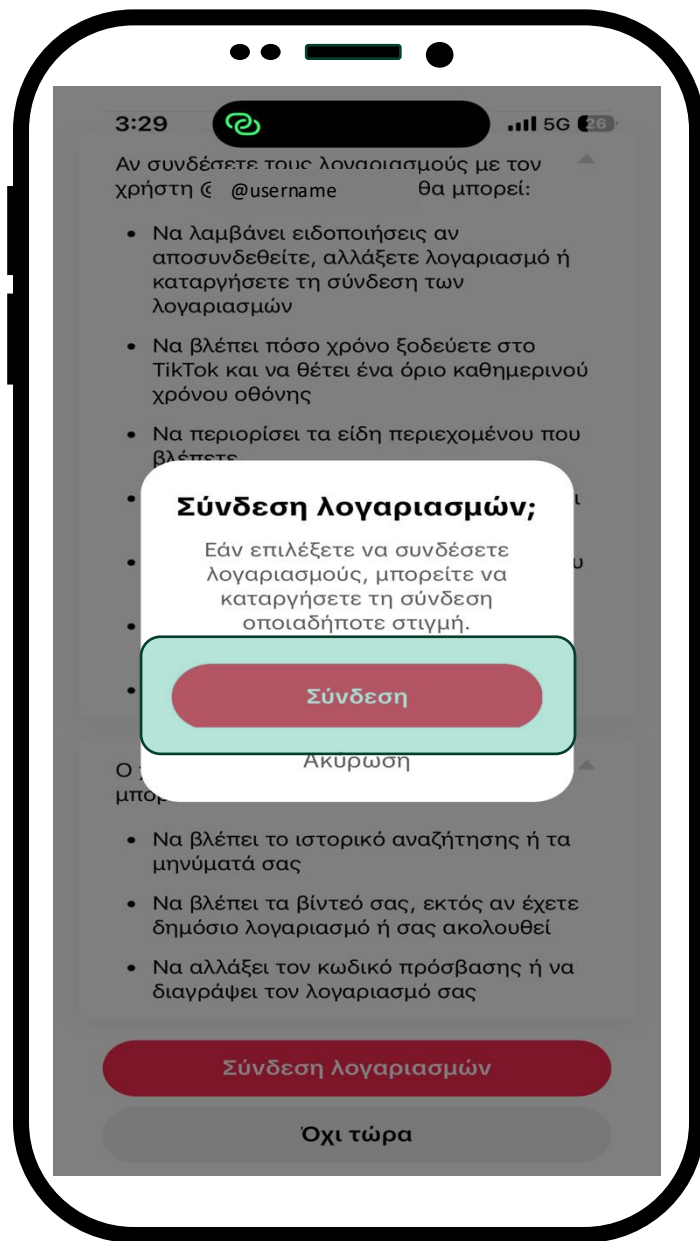 3:29 5G 26
Αν συνδέσετε τους λογαριασμούς με τον
χρήστη @username θα μπορεί:
• Να λαμβάνει ειδοποιήσεις αν
αποσυνδεθείτε, αλλάξετε λογαριασμό ή
καταργήσετε τη σύνδεση των
λογαριασμών
• Να βλέπει πόσο χρόνο ξοδεύετε στο
TikTok και να θέτει ένα όριο καθημερινού
χρόνου οθόνης
• Να περιορίσει τα είδη περιεχομένου που
βλέπετε
Σύνδεση λογαριασμών;
Εάν επιλέξετε να συνδέσετε
λογαριασμούς, μπορείτε να
καταργήσετε τη σύνδεση
οποιαδήποτε στιγμή.
Σύνδεση
Ακύρωση
Ο
• Να βλέπει το ιστορικό αναζήτησης ή τα
μηνύματά σας
• Να βλέπει τα βίντεό σας, εκτός αν έχετε
δημόσιο λογαριασμό ή σας ακολουθεί
• Να αλλάξει τον κωδικό πρόσβασης ή να
διαγράψει τον λογαριασμό σας
Σύνδεση λογαριασμών
Όχι τώρα